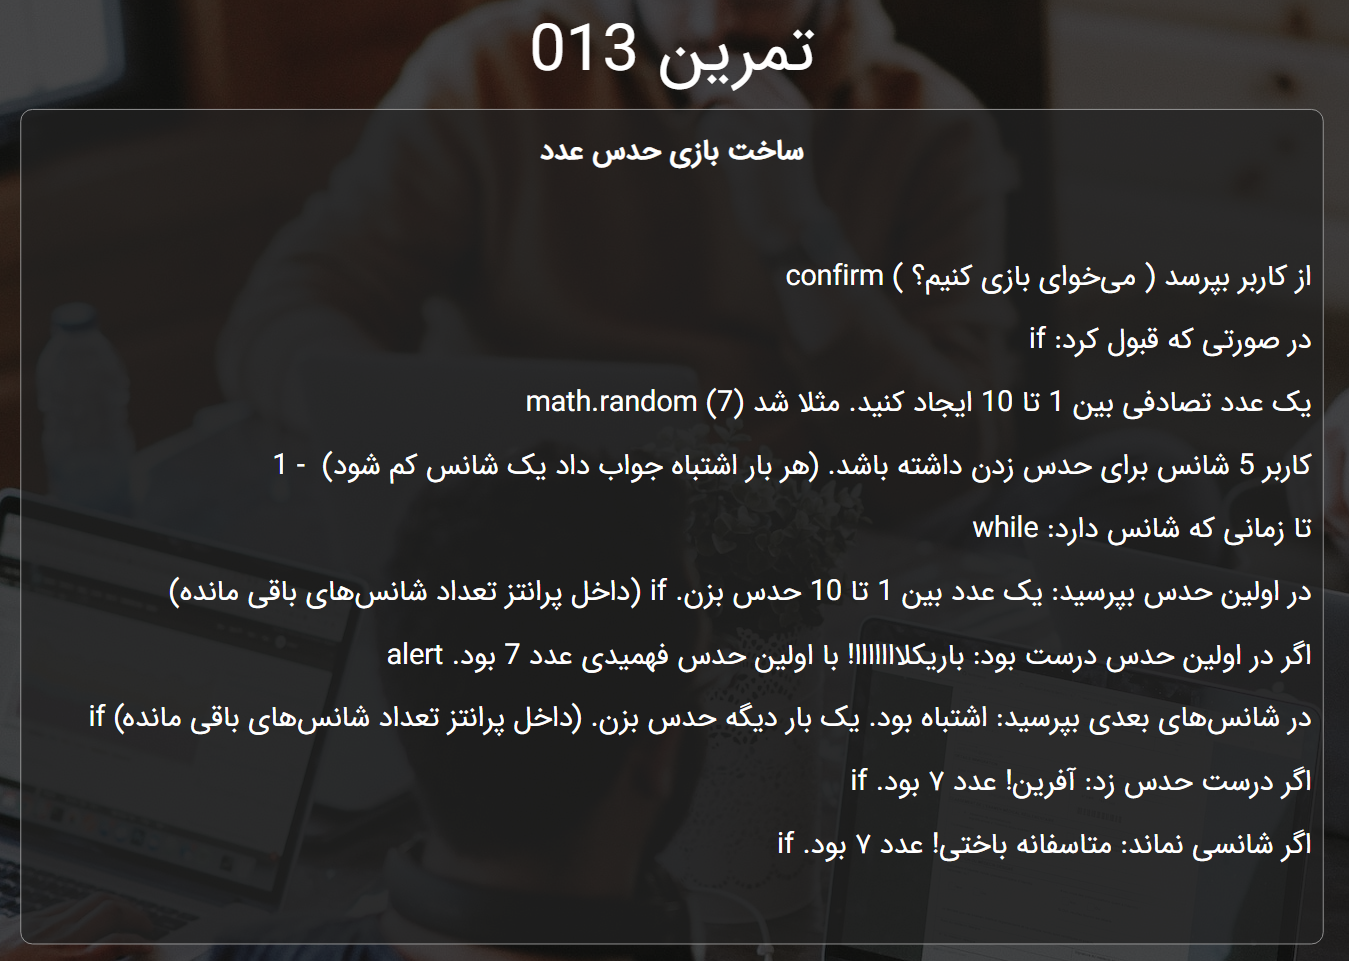 تمرین 013
ساخت بازی حدس عدد
از کاربر بپرسد ( می‌خوای بازی کنیم؟ ) confirm
در صورتی که قبول کرد: if
یک عدد تصادفی بین 1 تا 10 ایجاد کنید. مثلا شد (7) math.random
کاربر 5 شانس برای حدس زدن داشته باشد. (هر بار اشتباه جواب داد یک شانس کم شود) - 1
تا زمانی که شانس دارد: while
در اولین حدس بپرسید: یک عدد بین 1 تا 10 حدس بزن. if (داخل پرانتز تعداد شانس‌های باقی مانده)
اگر در اولین حدس درست بود: باریکلاااااااا! با اولین حدس فهمیدی عدد 7 بود. alert
در شانس‌های بعدی بپرسید: اشتباه بود. یک بار دیگه حدس بزن. (داخل پرانتز تعداد شانس‌های باقی مانده) if
اگر درست حدس زد: آفرین! عدد ۷ بود. if
اگر شانسی نماند: متاسفانه باختی! عدد ۷ بود. if